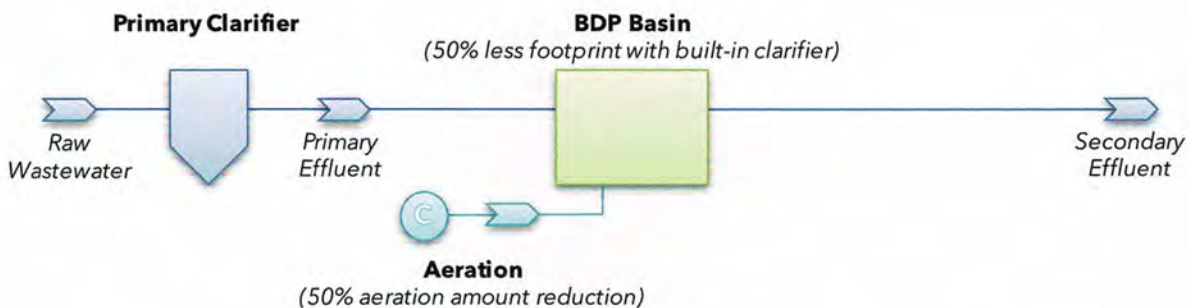 Primary Clarifier
BDP Basin
(50% less footprint with built-in clarifier)
Raw
Wastewater
Primary
Effluent
Secondary
Effluent
C
Aeration
(50% aeration amount reduction)